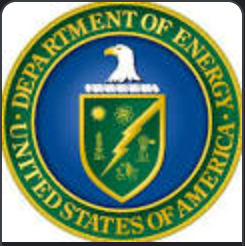 · DEPARTMENT OF ENERGY ·
UNITED STATES OF AMERICA